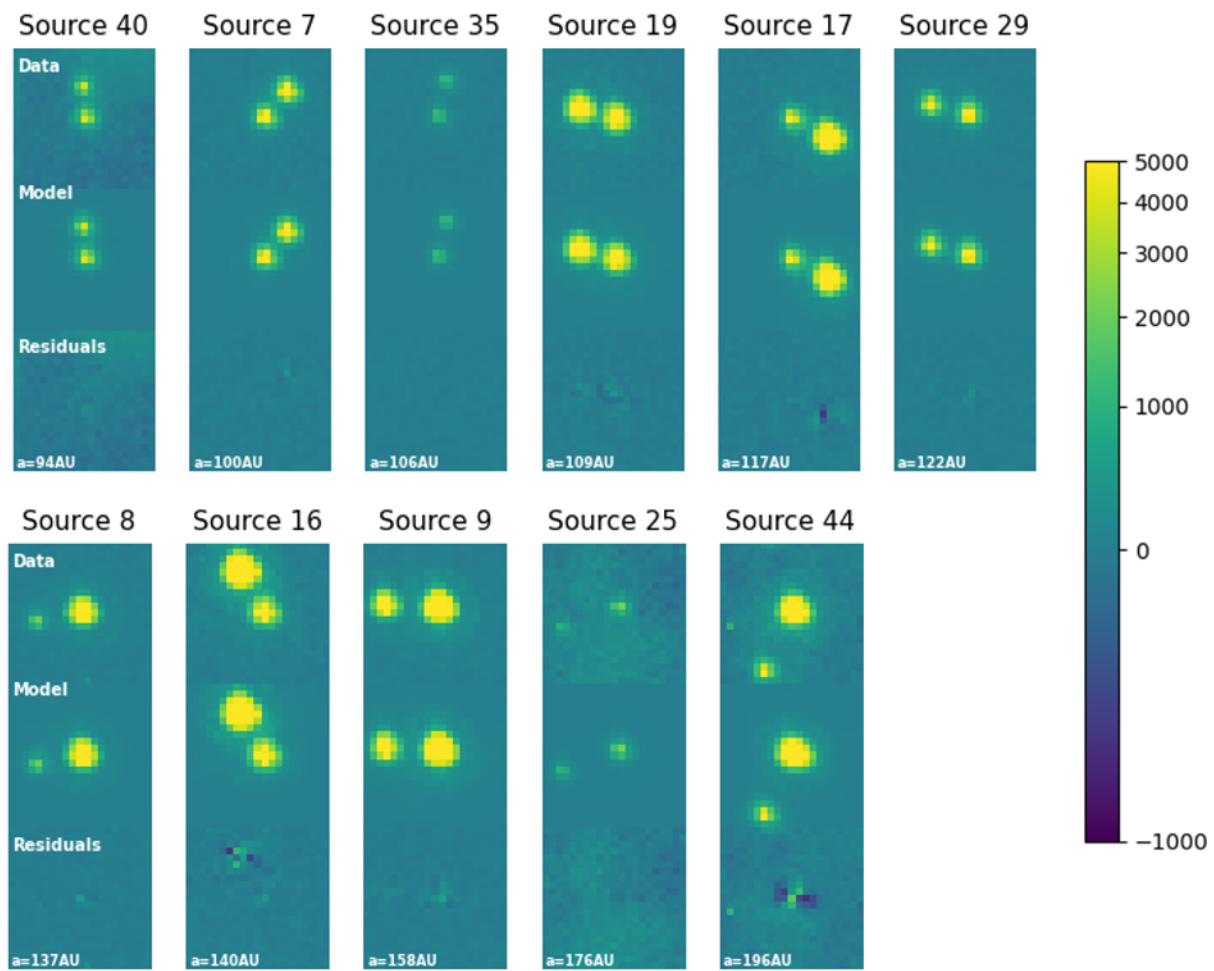 Source 40 Source 7 Source 35 Source 19 Source 17 Source 29
Data
Model
Residuals
a=94AU a=100AU a=106AU a=109AU a=117AU a=122AU
5000
4000
3000
2000
1000
0
−1000
Source 8 Source 16 Source 9 Source 25 Source 44
Data
Model
Residuals
a=137AU a=140AU a=158AU a=176AU a=196AU